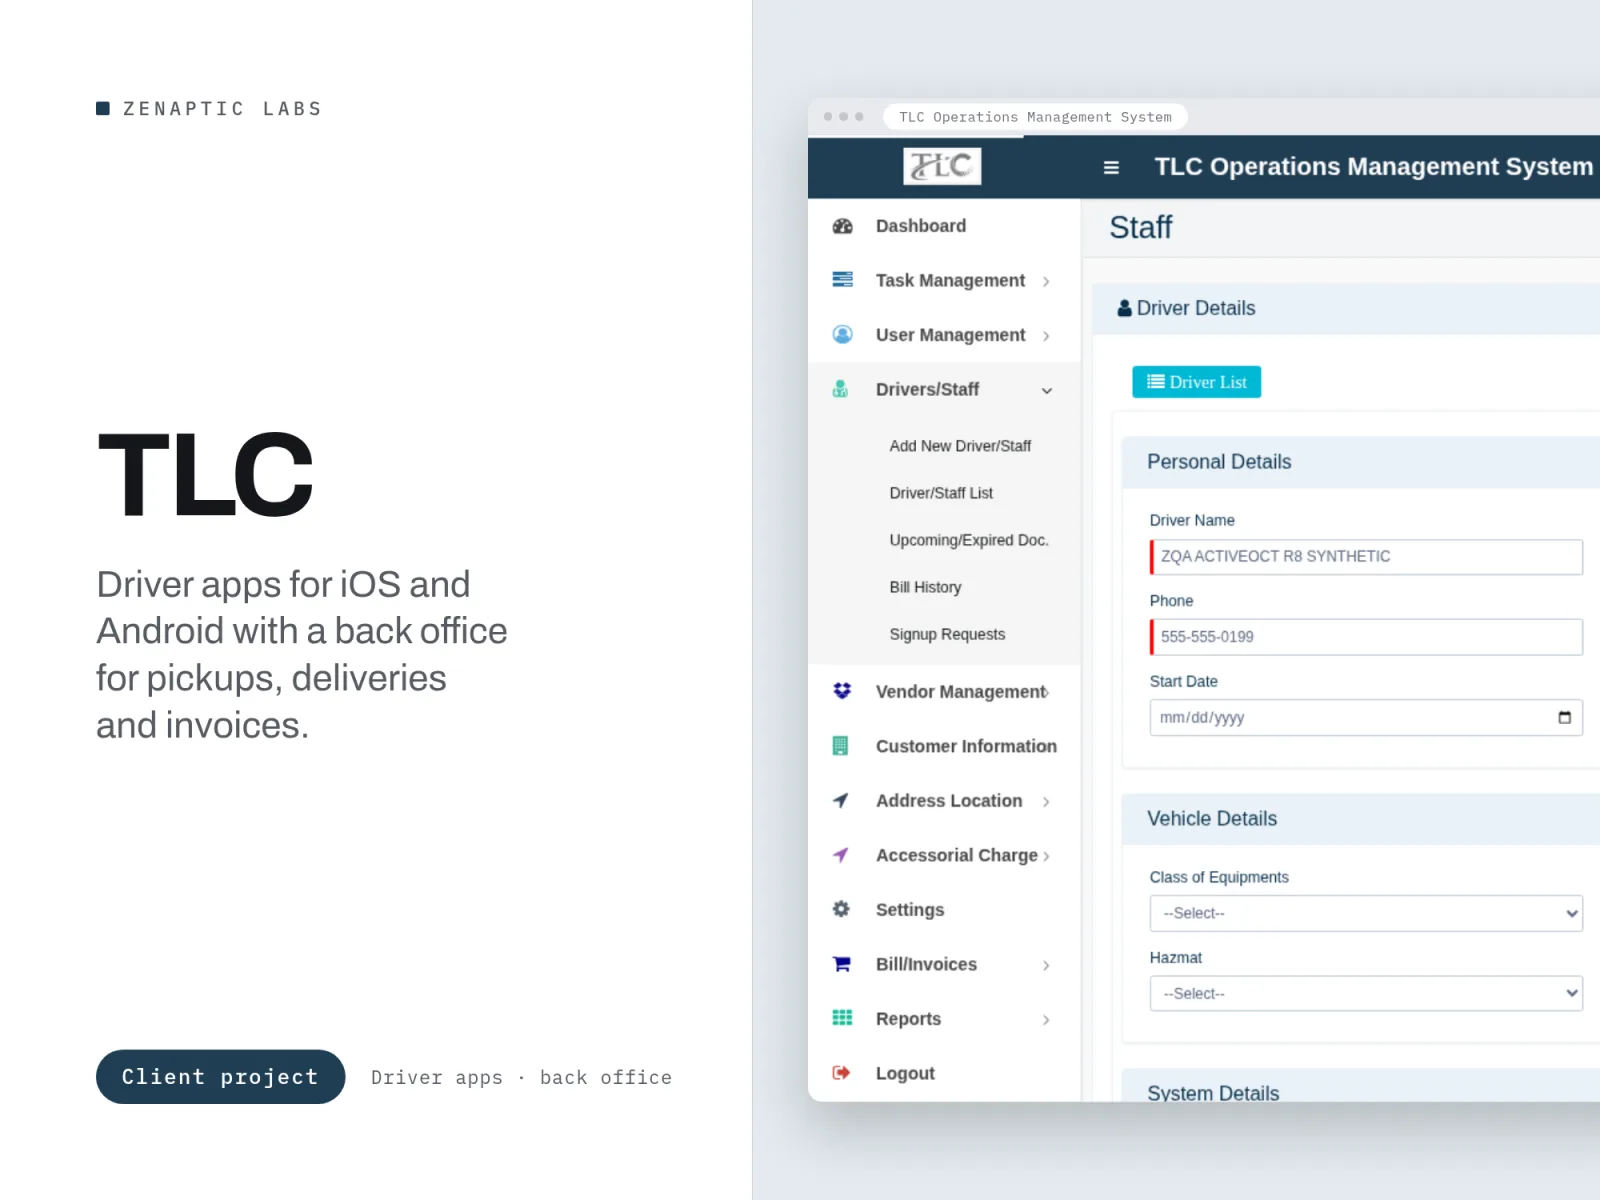 ZENAPTIC LABS
TLC
Driver apps for iOS and
Android with a back office
for pickups, deliveries
and invoices.
Client project
Driver apps · back office
TLC Operations Management System
TLC
TLC Operations Management System
Dashboard
Task Management
User Management
Drivers/Staff
Add New Driver/Staff
Driver/Staff List
Upcoming/Expired Doc.
Bill History
Signup Requests
Vendor Management
Customer Information
Address Location
Accessorial Charge
Settings
Bill/Invoices
Reports
Logout
Staff
Driver Details
Driver List
Personal Details
Driver Name
ZQA ACTIVEOCT R8 SYNTHETIC
Phone
555-555-0199
Start Date
mm/dd/yyyy
Vehicle Details
Class of Equipments
--Select--
Hazmat
--Select--
System Details